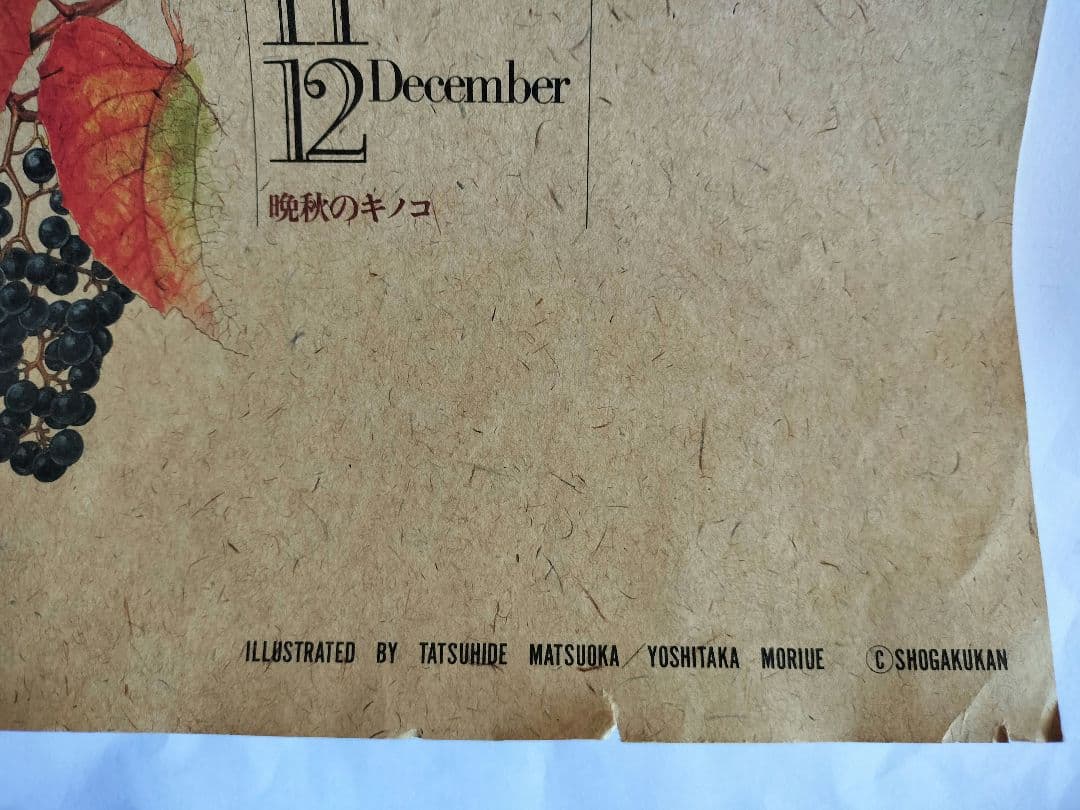 11
12 December
晩秋のキノコ
ILLUSTRATED BY TATSUHIDE MATSUOKA/YOSHITAKA MORIUE ©SHOGAKUKAN